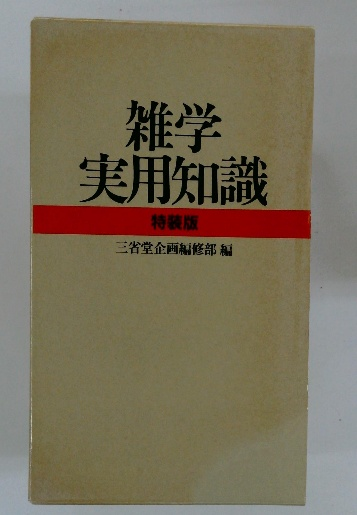 雑学
実用知識
特装版
三省堂企画編修部 編